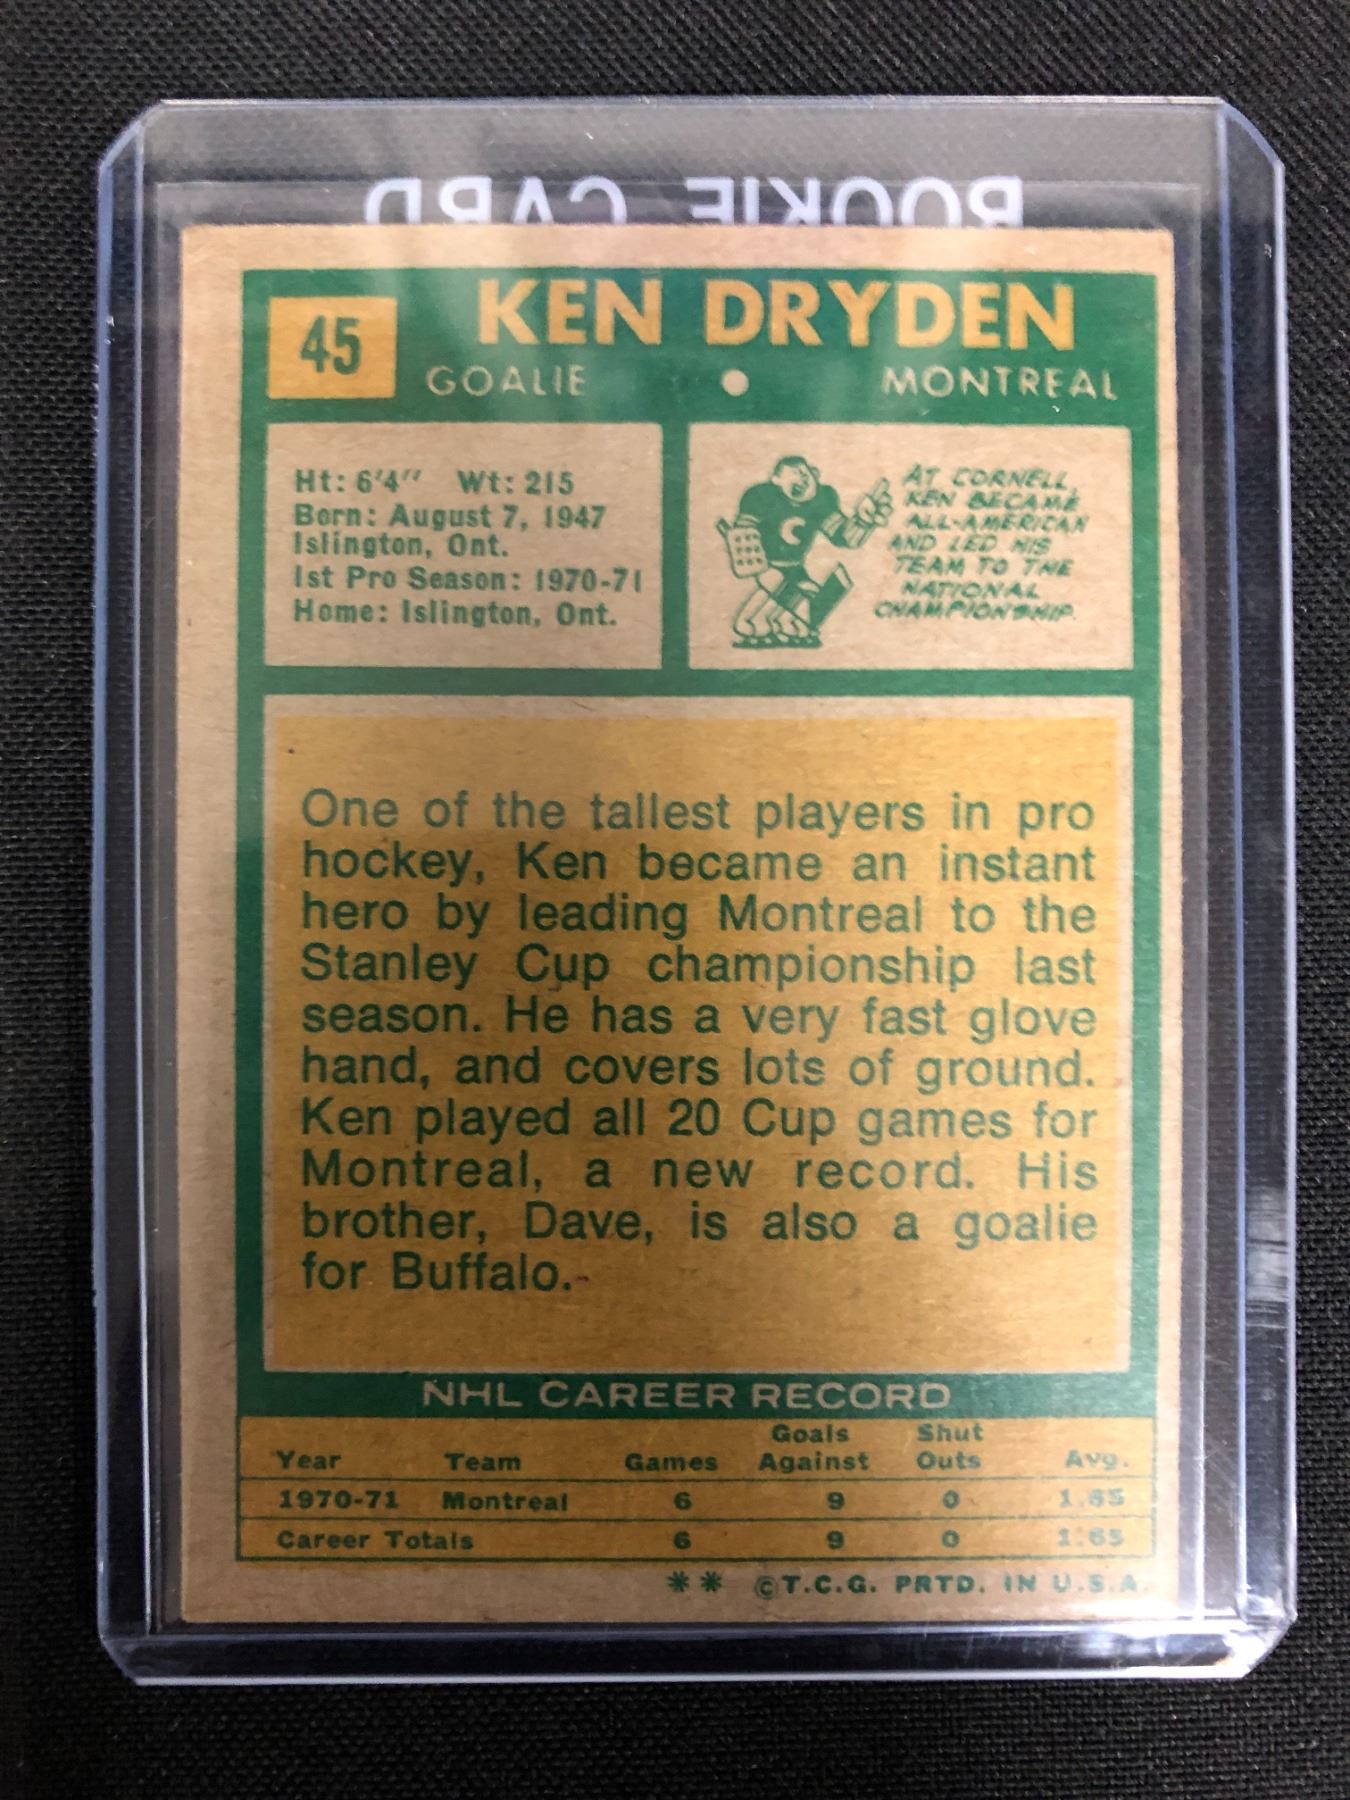 ROOKIE CARD
45
KEN DRYDEN
GOALIE • MONTREAL
Ht: 6'4" Wt: 215
Born: August 7, 1947
Islington, Ont.
1st Pro Season: 1970-71
Home: Islington, Ont.
C
AT CORNELL,
KEN BECAME
ALL-AMERICAN
AND LED HIS
TEAM TO THE
NATIONAL
CHAMPIONSHIP.
One of the tallest players in pro
hockey, Ken became an instant
hero by leading Montreal to the
Stanley Cup championship last
season. He has a very fast glove
hand, and covers lots of ground.
Ken played all 20 Cup games for
Montreal, a new record. His
brother, Dave, is also a goalie
for Buffalo.
NHL CAREER RECORD
Year Team Games Goals Against Shut Outs Avg.
1970-71 Montreal 6 9 0 1.65
Career Totals 6 9 0 1.65
** © T.C.G. PRTD. IN U.S.A.